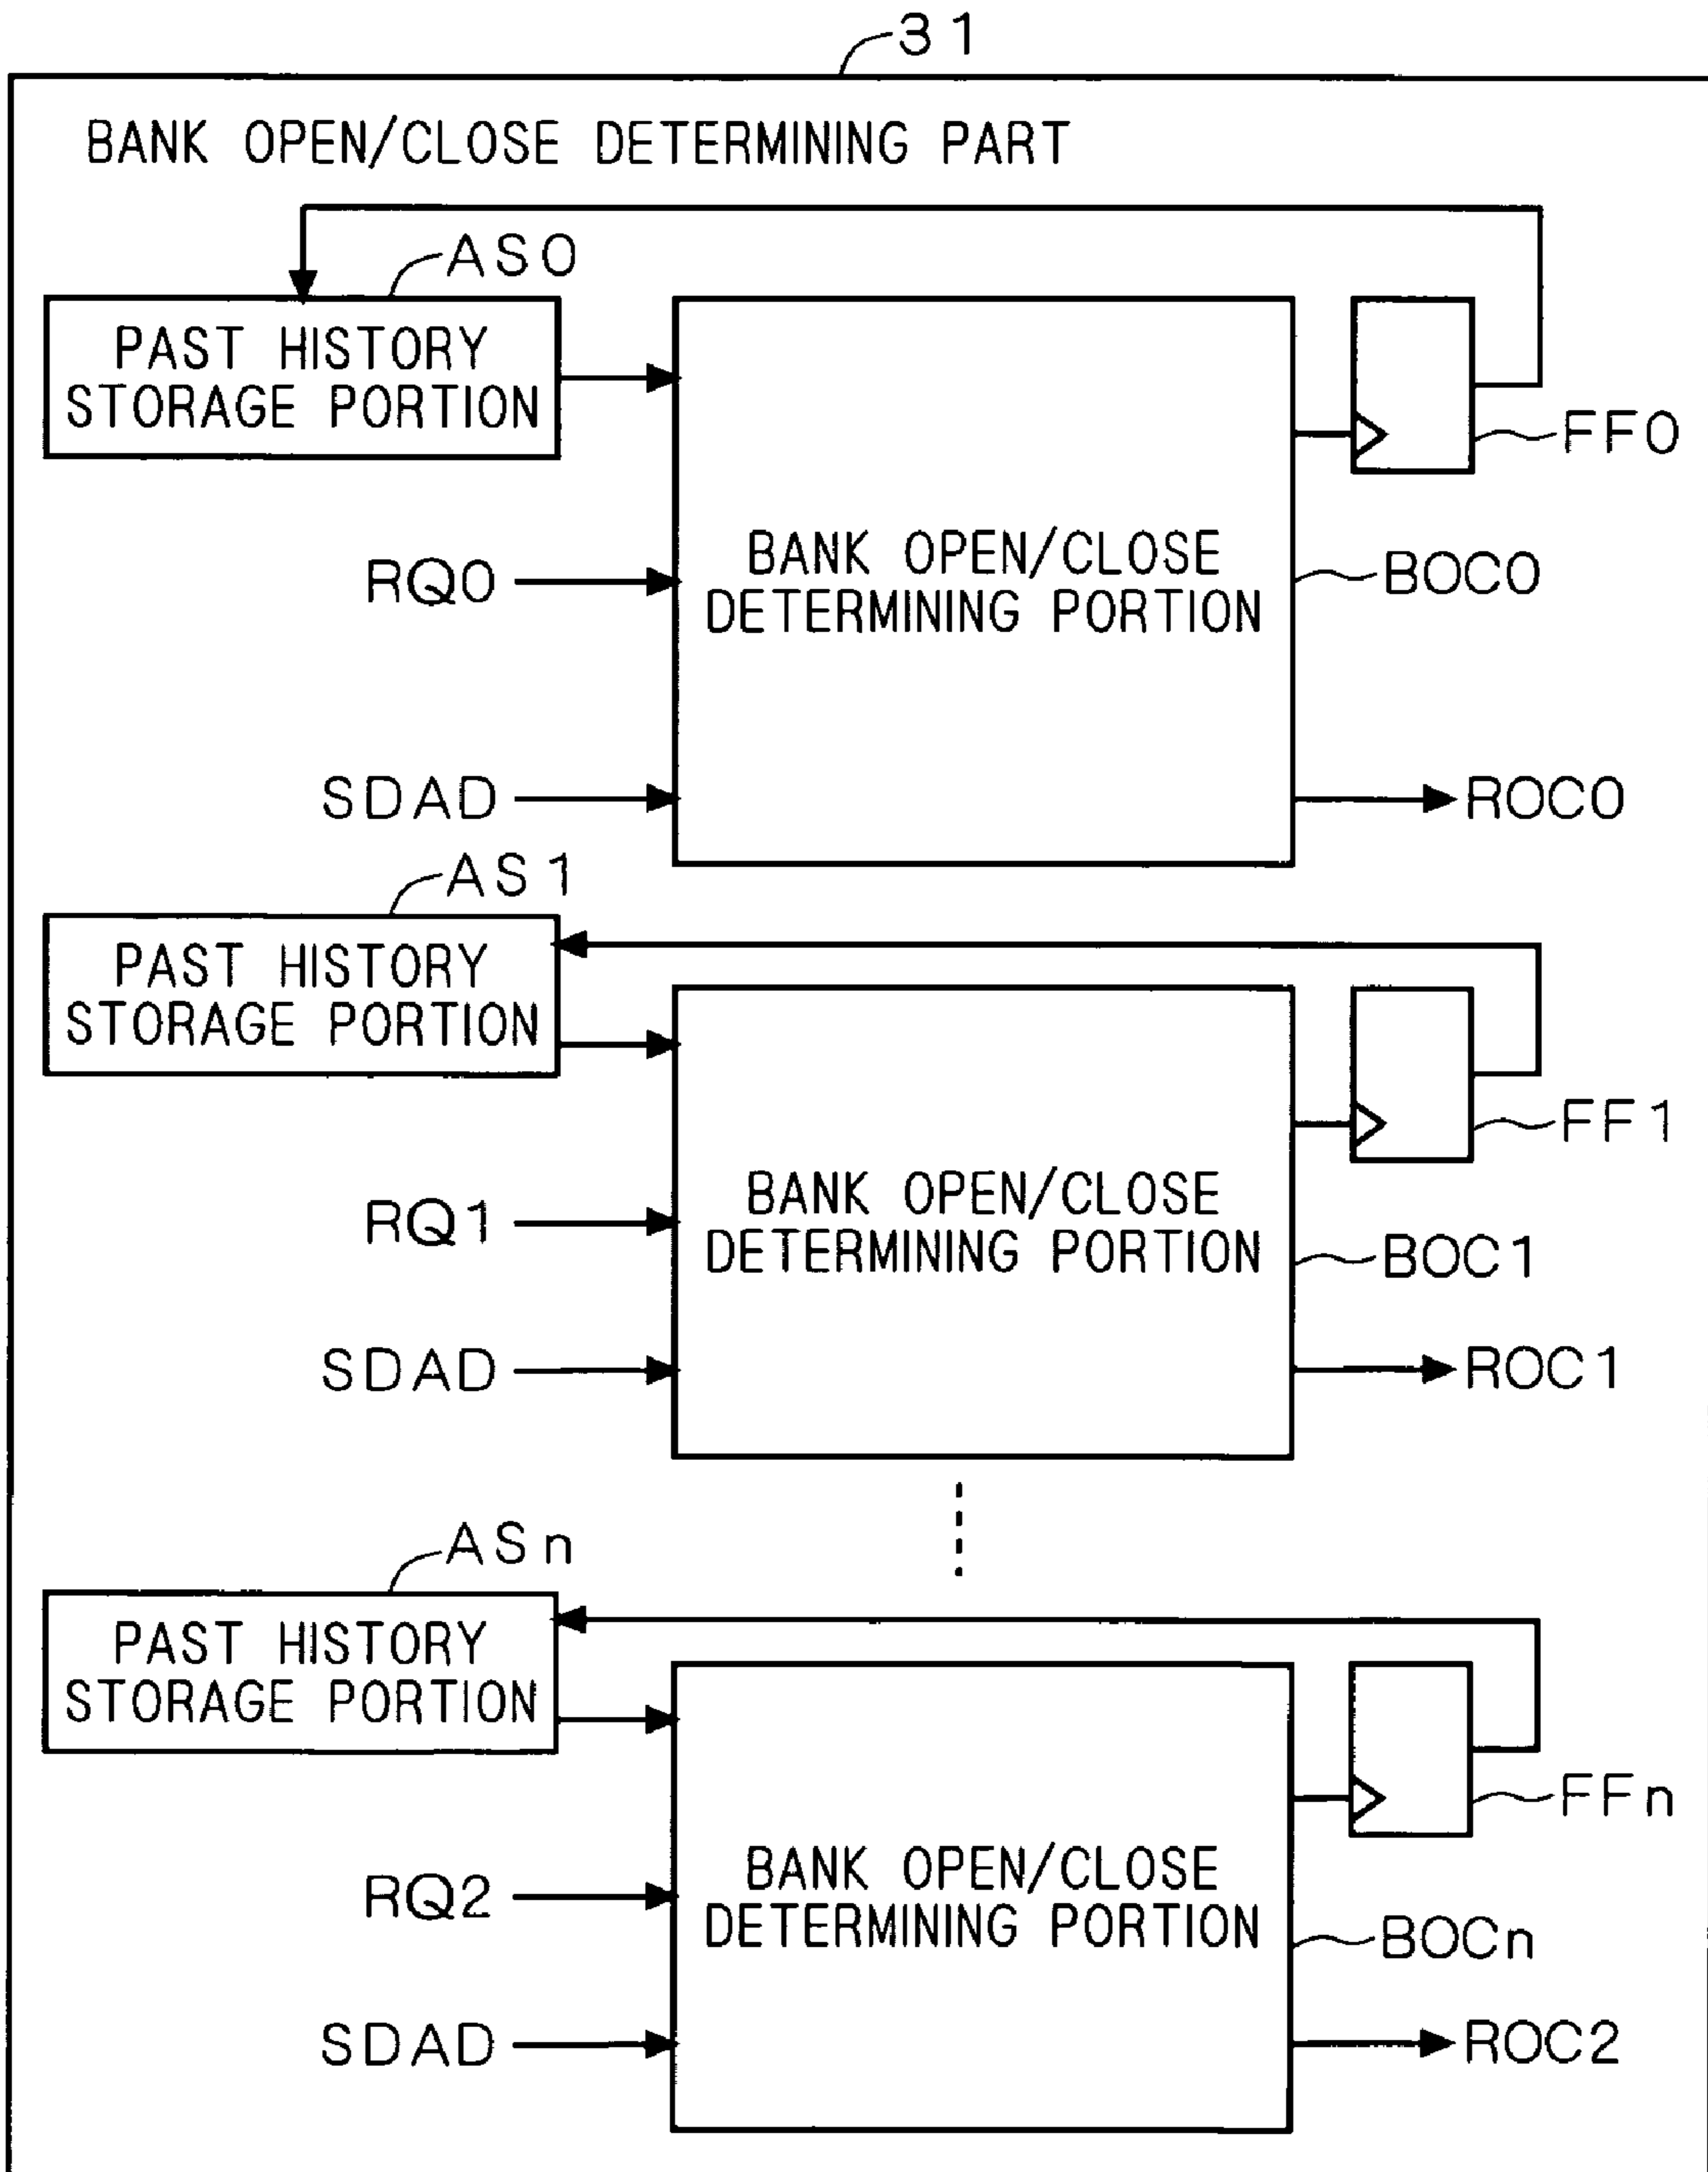 31
BANK OPEN/CLOSE DETERMINING PART
AS0
PAST HISTORY
STORAGE PORTION
FF0
RQ0
BANK OPEN/CLOSE
DETERMINING PORTION
BOC0
SDAD
ROC0
AS1
PAST HISTORY
STORAGE PORTION
FF1
RQ1
BANK OPEN/CLOSE
DETERMINING PORTION
BOC1
SDAD
ROC1
ASn
PAST HISTORY
STORAGE PORTION
FFn
RQ2
BANK OPEN/CLOSE
DETERMINING PORTION
BOCn
SDAD
ROC2